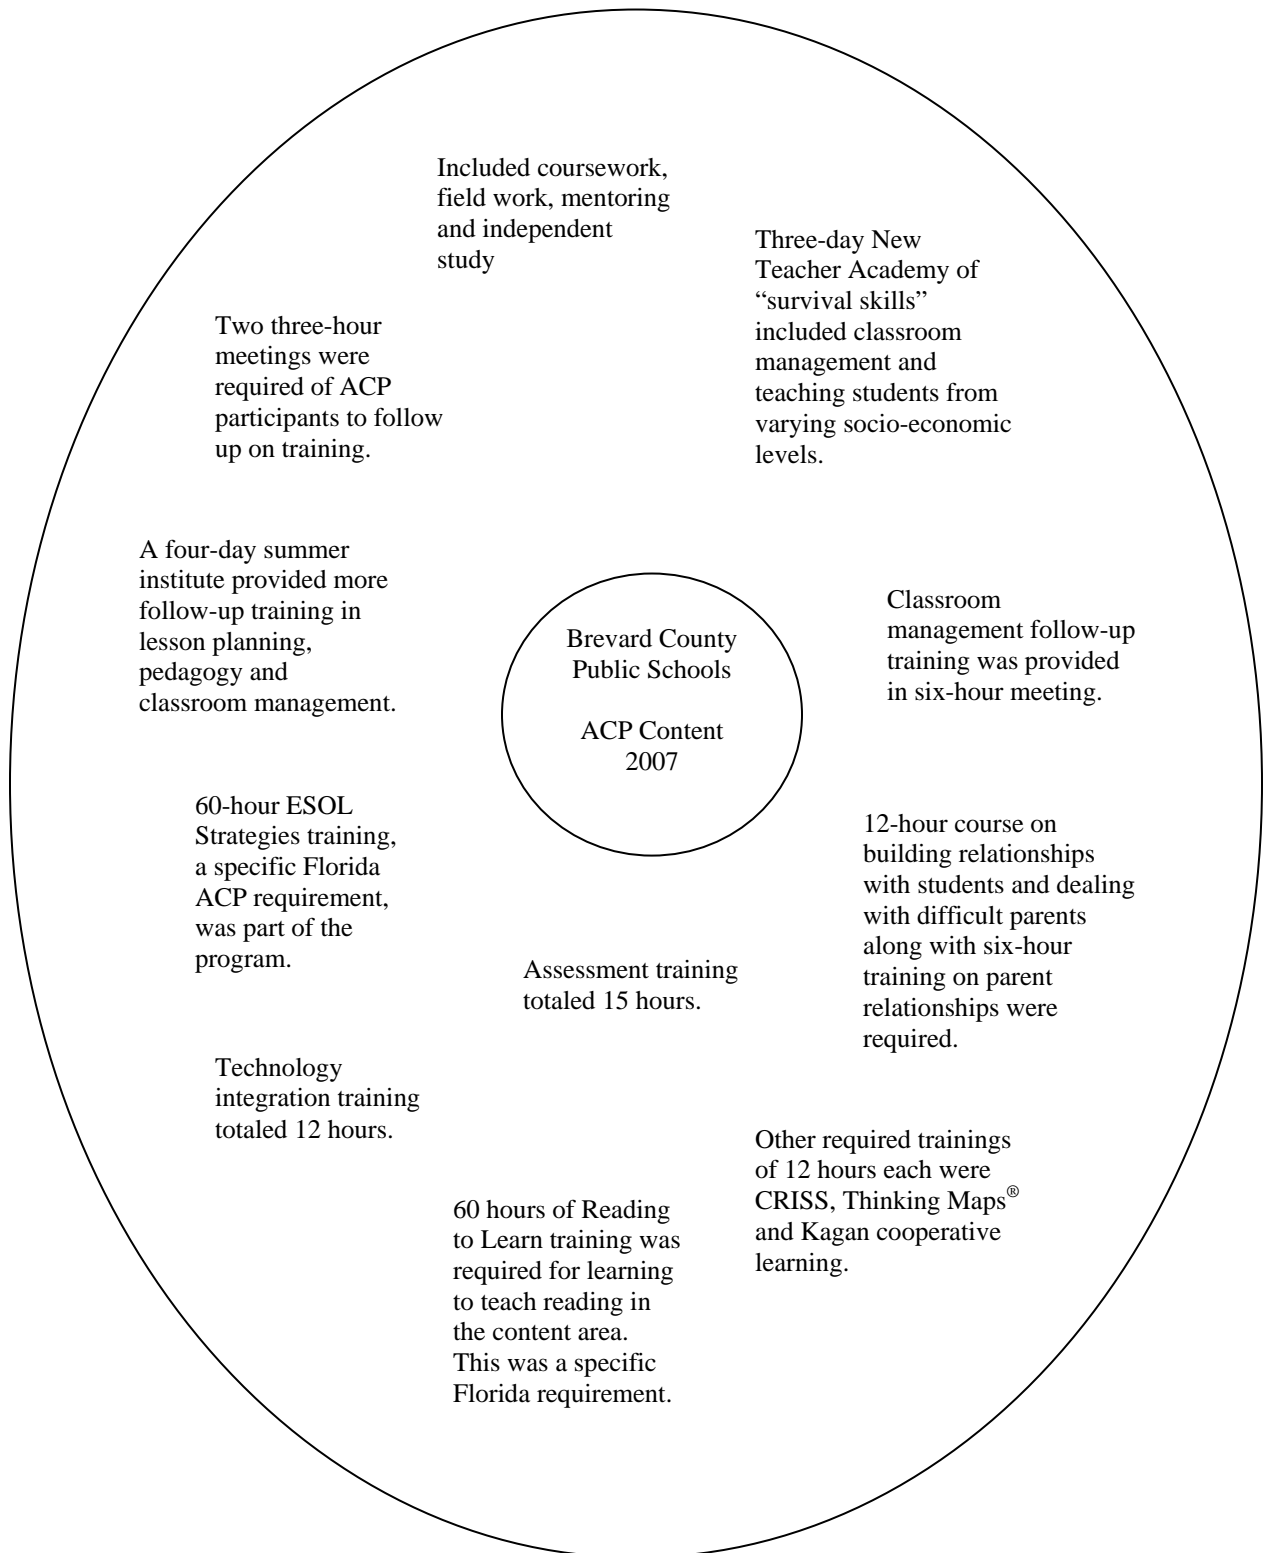 Included coursework,
field work, mentoring
and independent
study
Three-day New
Teacher Academy of
“survival skills”
included classroom
management and
teaching students from
varying socio-economic
levels.
Two three-hour
meetings were
required of ACP
participants to follow
up on training.
A four-day summer
institute provided more
follow-up training in
lesson planning,
pedagogy and
classroom management.
Brevard County
Public Schools
ACP Content
2007
Classroom
management follow-up
training was provided
in six-hour meeting.
60-hour ESOL
Strategies training,
a specific Florida
ACP requirement,
was part of the
program.
12-hour course on
building relationships
with students and dealing
with difficult parents
along with six-hour
training on parent
relationships were
required.
Assessment training
totaled 15 hours.
Technology
integration training
totaled 12 hours.
Other required trainings
of 12 hours each were
CRISS, Thinking Maps®
and Kagan cooperative
learning.
60 hours of Reading
to Learn training was
required for learning
to teach reading in
the content area.
This was a specific
Florida requirement.